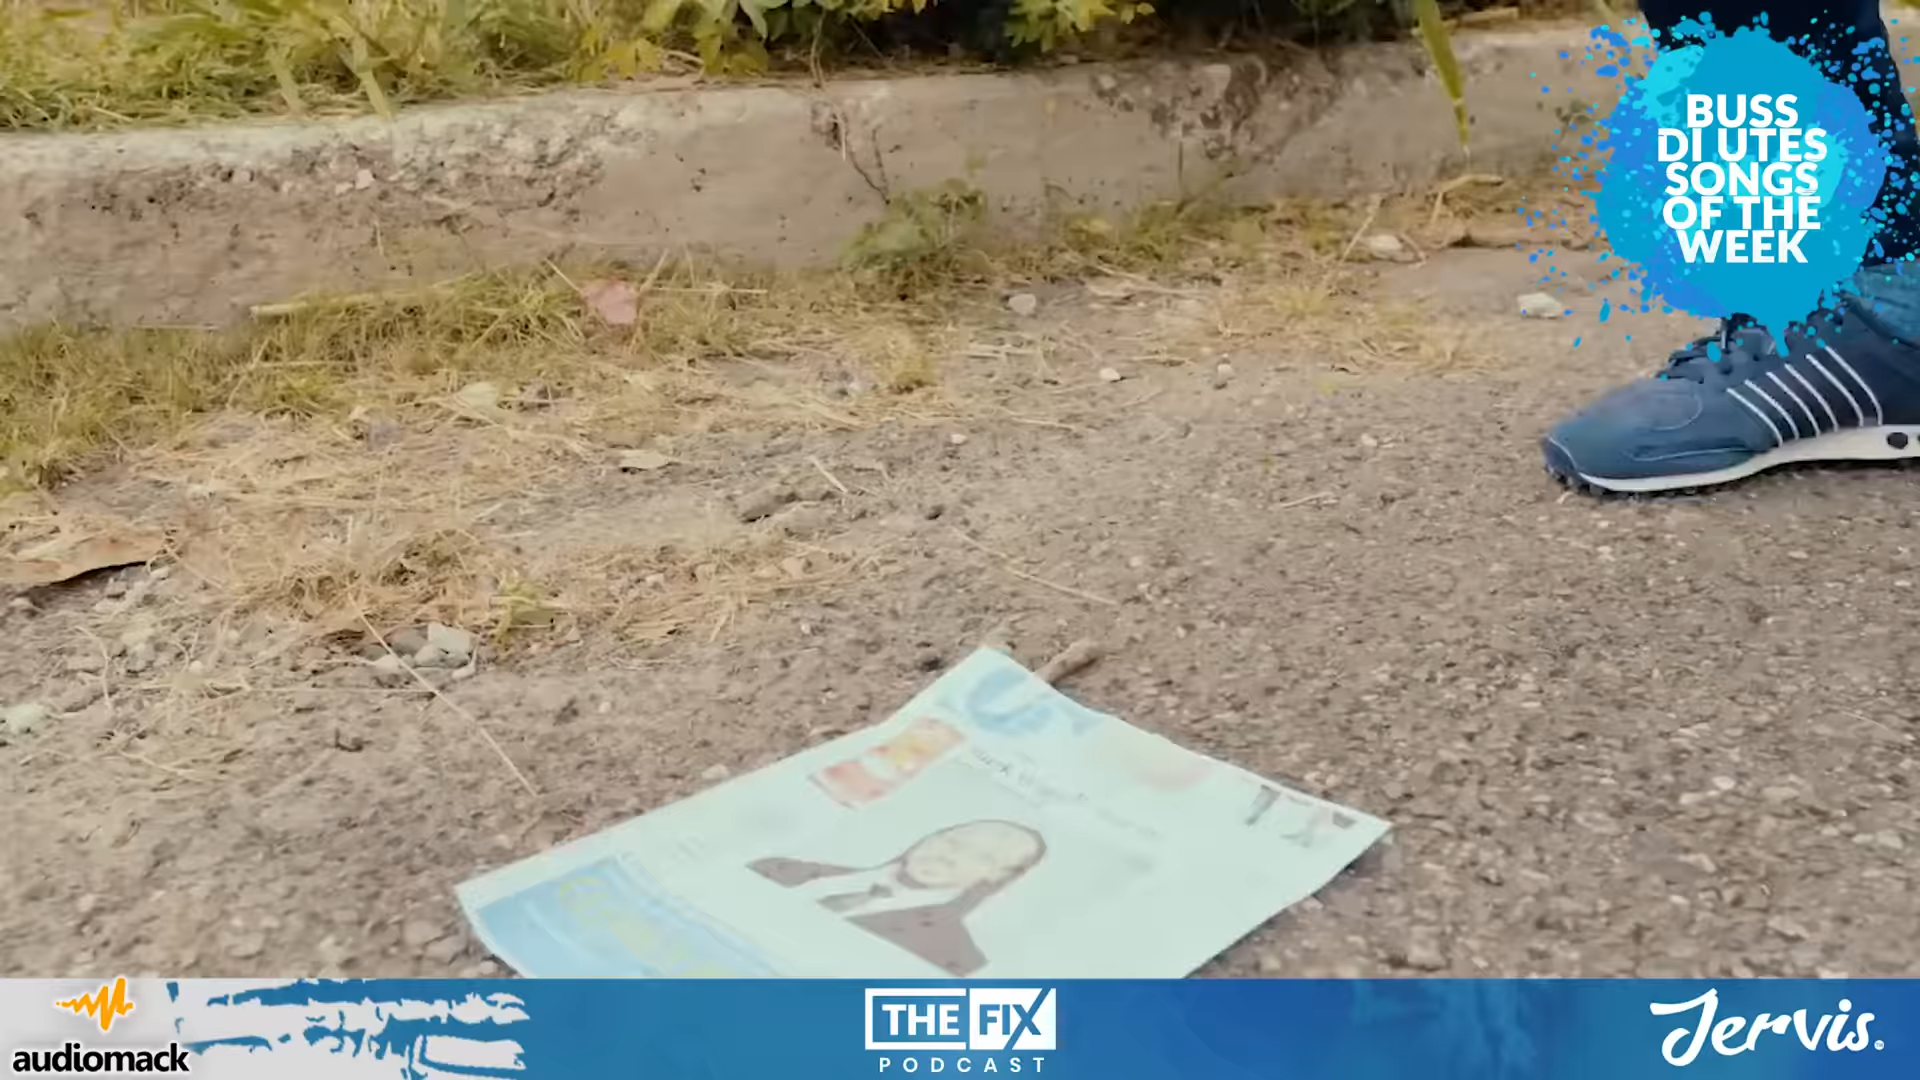 BUSS
DI UTES
SONGS
OF THE
WEEK
audiomack
THE FIX
PODCAST
Jervis.